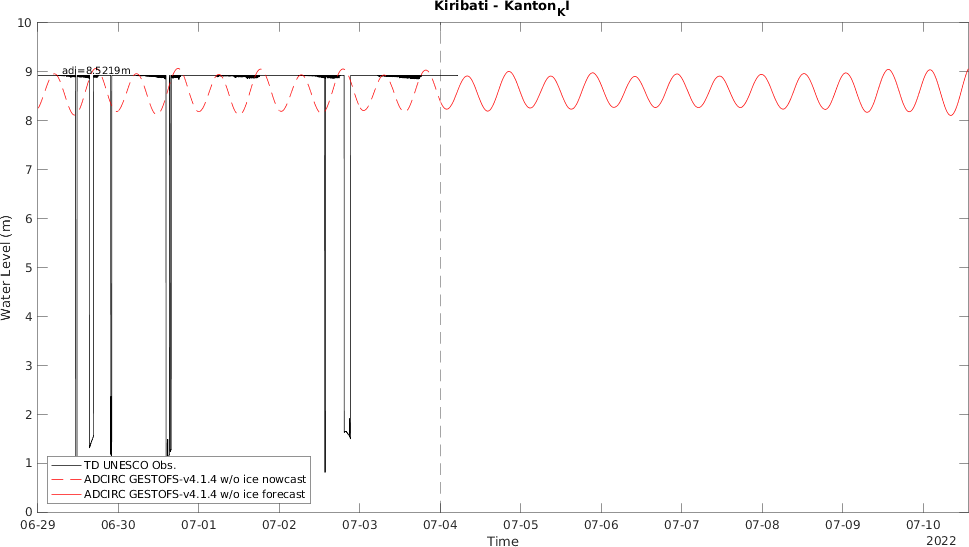 Kiribati - Kanton_KI
10
9
8
7
6
5
4
3
2
1
0
Water Level (m)
adj=8.5219m
TD UNESCO Obs.
ADCIRC GESTOFS-v4.1.4 w/o ice nowcast
ADCIRC GESTOFS-v4.1.4 w/o ice forecast
06-29 06-30 07-01 07-02 07-03 07-04 07-05 07-06 07-07 07-08 07-09 07-10
Time
2022